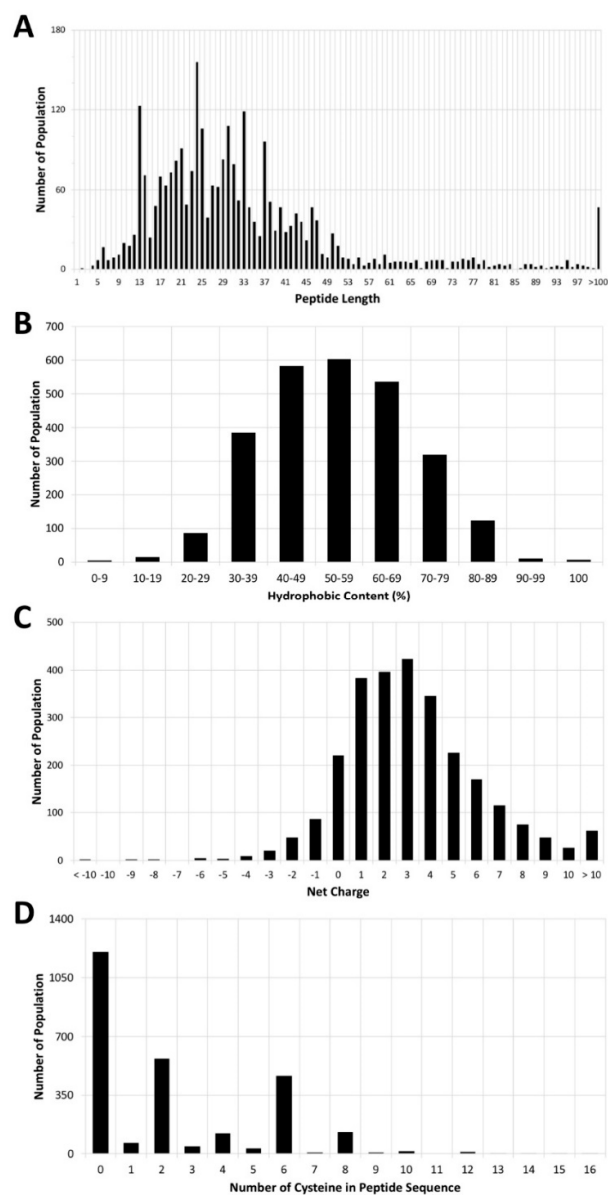 A
180
120
60
0
Number of Population
1 5 9 13 17 21 25 29 33 37 41 45 49 53 57 61 65 69 73 77 81 85 89 93 97 >100
Peptide Length
B
700
600
500
400
300
200
100
0
Number of Population
0-9 10-19 20-29 30-39 40-49 50-59 60-69 70-79 80-89 90-99 100
Hydrophobic Content (%)
C
500
400
300
200
100
0
Number of Population
< -10 -10 -9 -8 -7 -6 -5 -4 -3 -2 -1 0 1 2 3 4 5 6 7 8 9 10 > 10
Net Charge
D
1400
1050
700
350
0
Number of Population
0 1 2 3 4 5 6 7 8 9 10 11 12 13 14 15 16
Number of Cysteine in Peptide Sequence